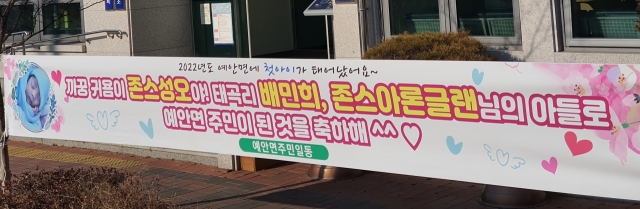 2022년도 예안면에 첫아이가 태어났어요~
까꿍 귀욤이 존스성오야! 태곡리 배민희, 존스아론글랜님의 아들로
예안면 주민이 된 것을 축하해^^♡
예안면주민일동